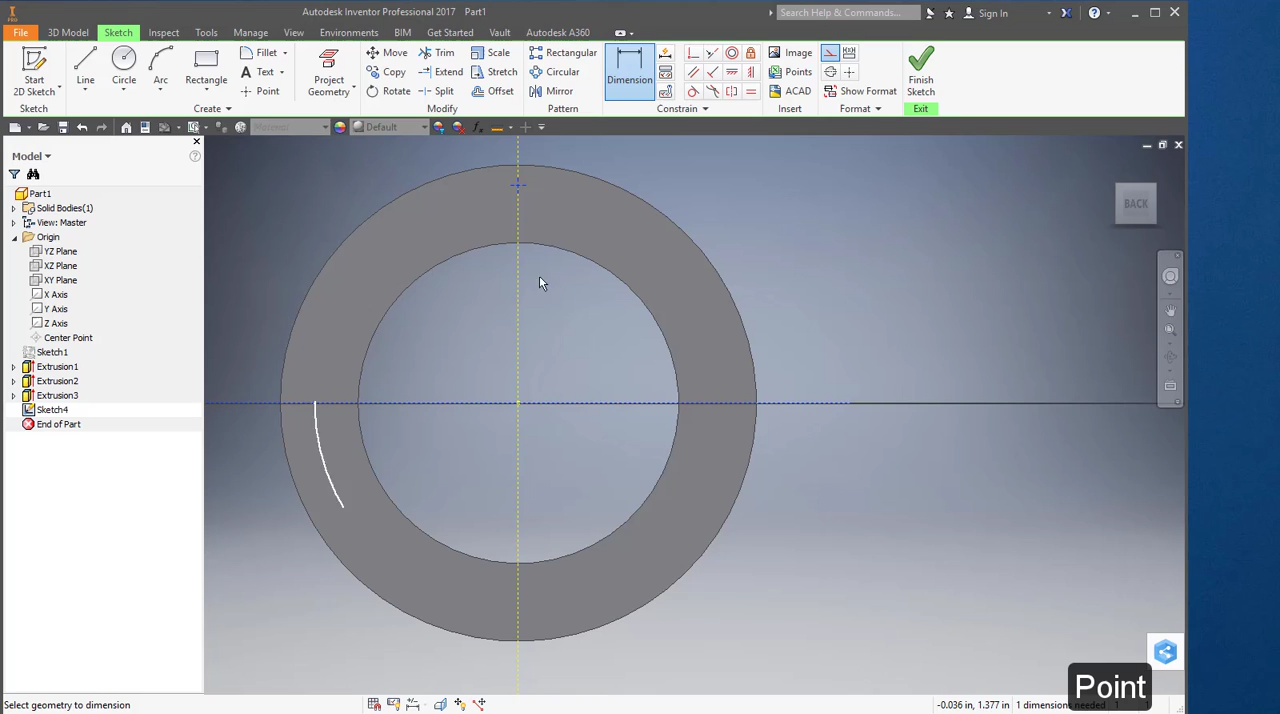 Autodesk Inventor Professional 2017 Part1
Search Help & Commands...
Sign In
File 3D Model Sketch Inspect Tools Manage View Environments BIM Get Started Vault Autodesk A360
Start
2D Sketch
Line
Circle
Arc
Rectangle
Fillet
Text
Point
Project
Geometry
Move
Copy
Rotate
Trim
Extend
Split
Scale
Stretch
Offset
Rectangular
Circular
Mirror
Dimension
Image
Points
ACAD
Show Format
Finish
Sketch
Sketch Create Modify Pattern Constrain Insert Format Exit
Material Default
Model
Part1
Solid Bodies(1)
View: Master
Origin
YZ Plane
XZ Plane
XY Plane
X Axis
Y Axis
Z Axis
Center Point
Sketch1
Extrusion1
Extrusion2
Extrusion3
Sketch4
End of Part
BACK
Point
Select geometry to dimension
-0.036 in, 1.377 in 1 dimensions needed 1 1